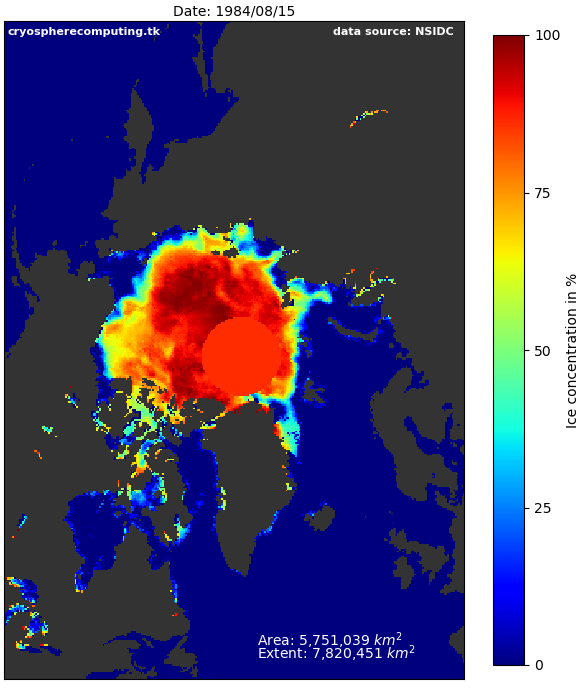 Date: 1984/08/15
cryospherecomputing.tk data source: NSIDC
100
75
50
25
0
Ice concentration in %
Area: 5,751,039 km²
Extent: 7,820,451 km²